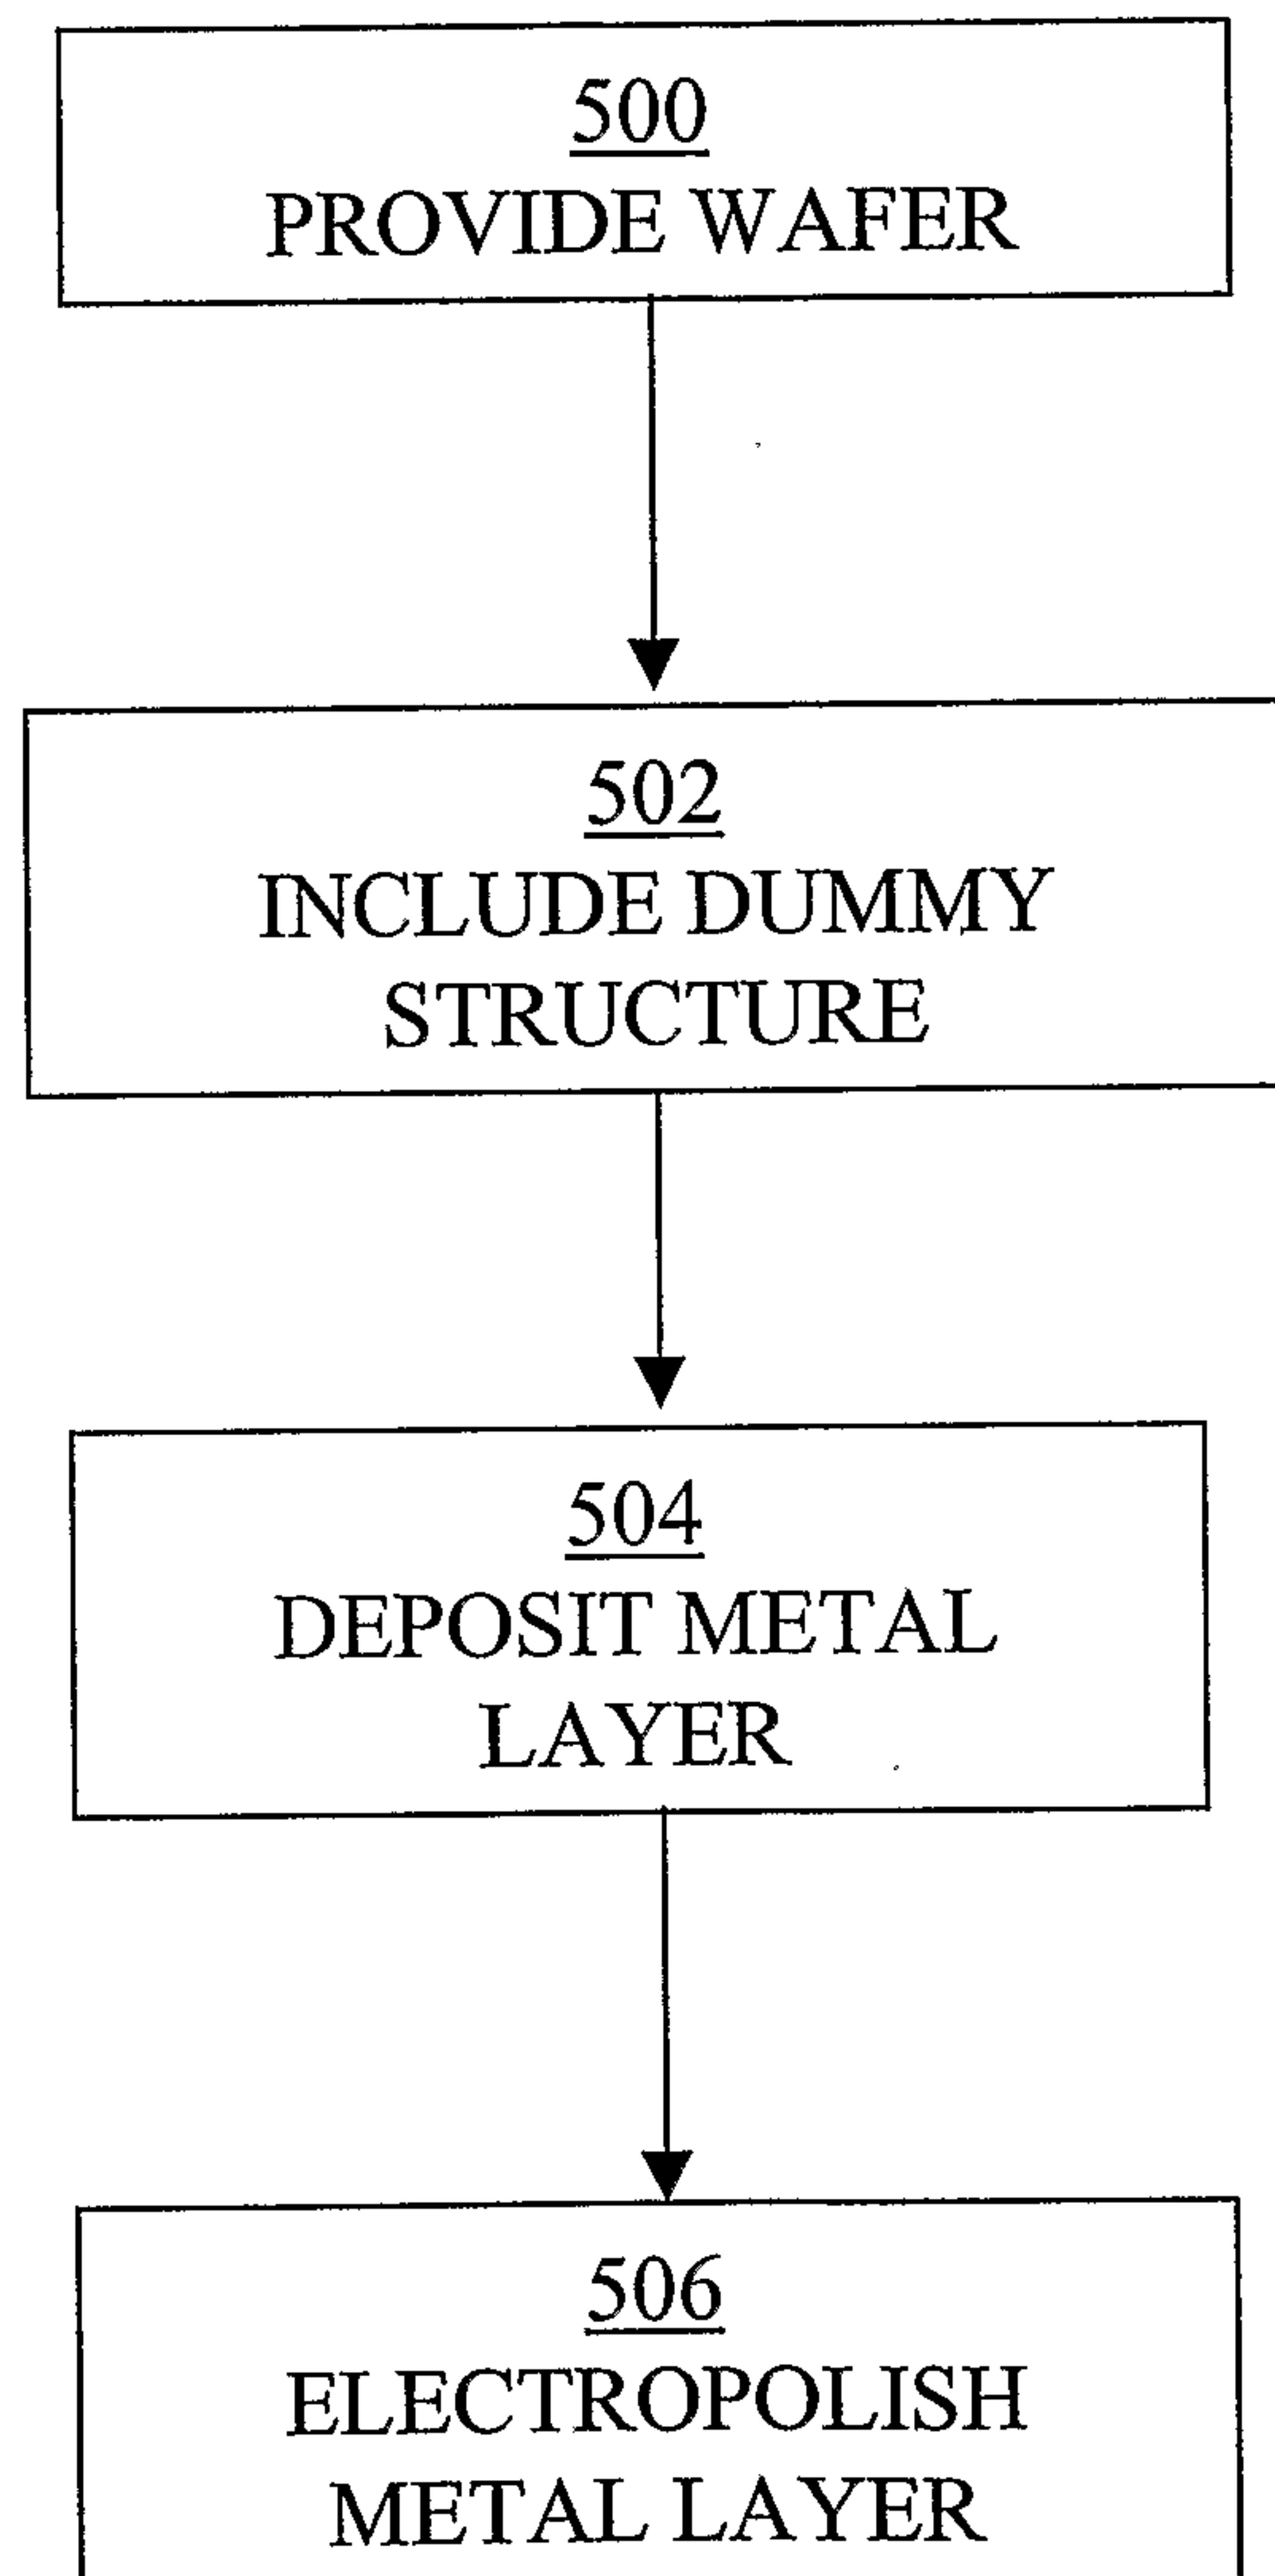 500
PROVIDE WAFER
502
INCLUDE DUMMY
STRUCTURE
504
DEPOSIT METAL
LAYER
506
ELECTROPOLISH
METAL LAYER